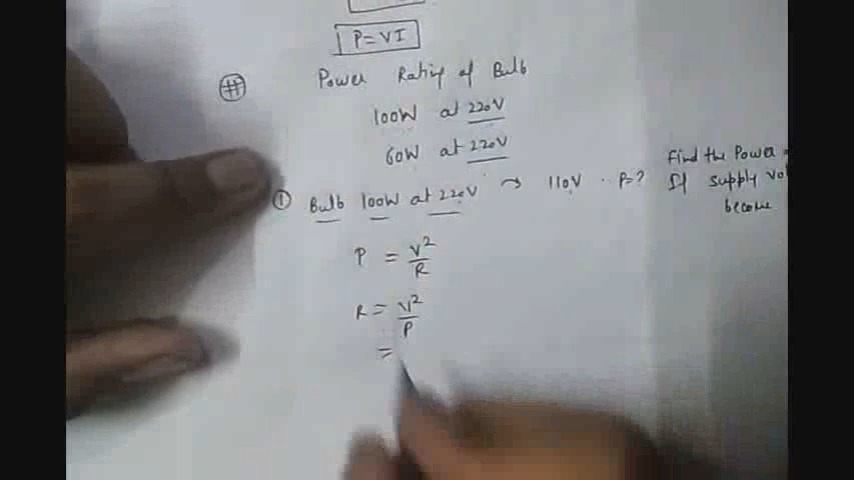 P = VI
# Power Rating of Bulb
100W at 220V
60W at 220V
① Bulb 100W at 220V → 110V . P=?
Find the Power
If supply
become
P = V²/R
R = V²/P
=